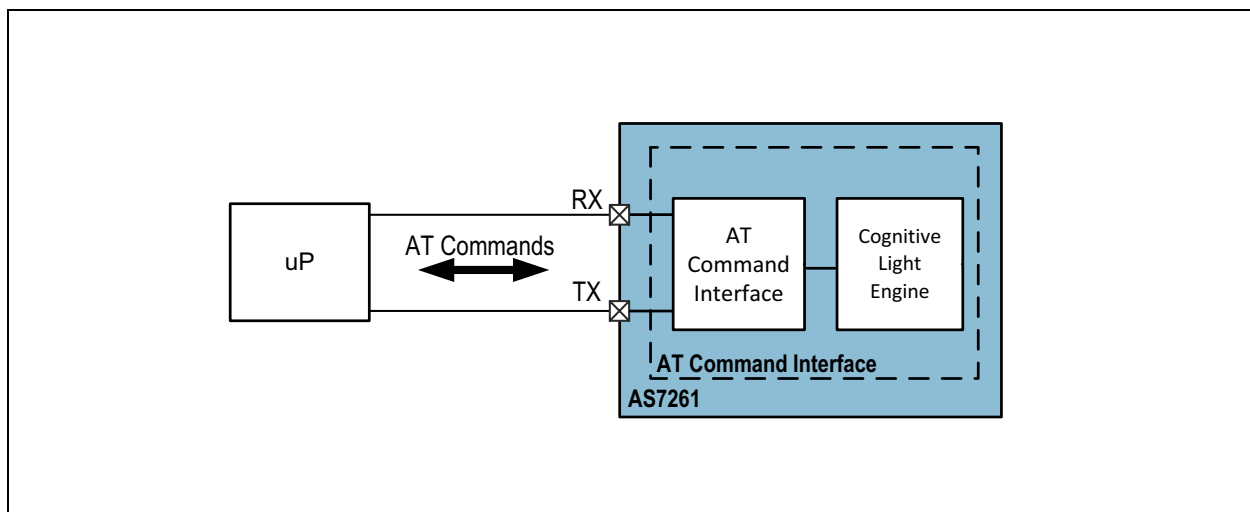 uP
RX
AT Commands
TX
AT
Command
Interface
Cognitive
Light
Engine
AT Command Interface
AS7261